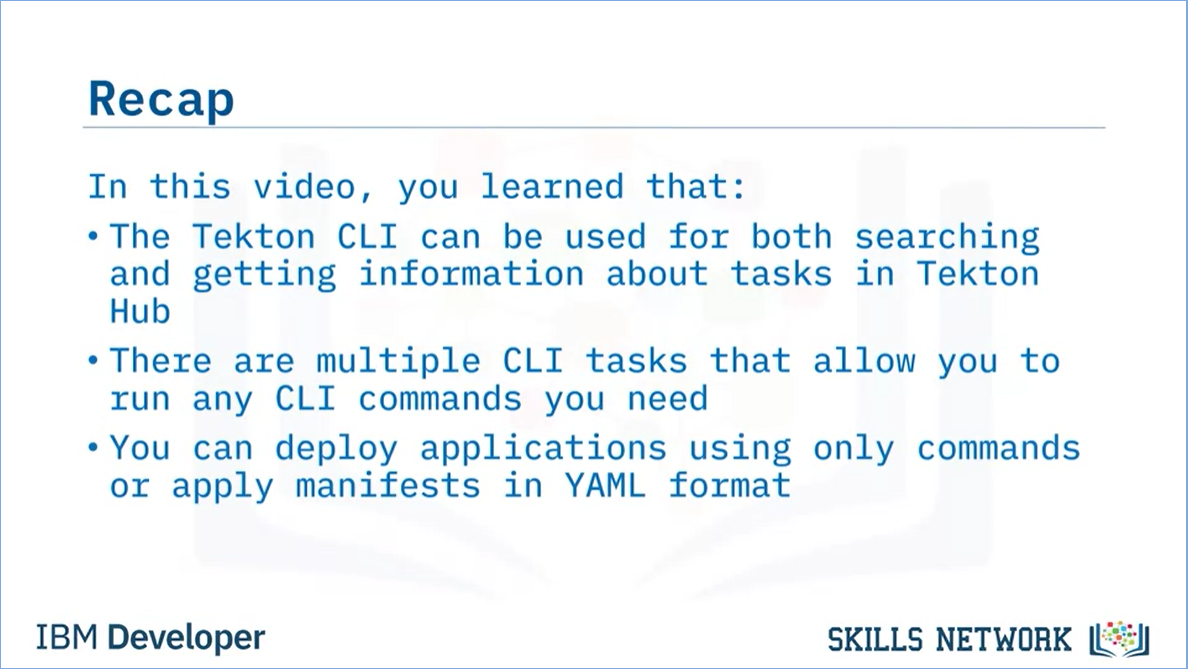 Recap
In this video, you learned that:
• The Tekton CLI can be used for both searching
and getting information about tasks in Tekton
Hub
• There are multiple CLI tasks that allow you to
run any CLI commands you need
• You can deploy applications using only commands
or apply manifests in YAML format
IBM Developer
SKILLS NETWORK